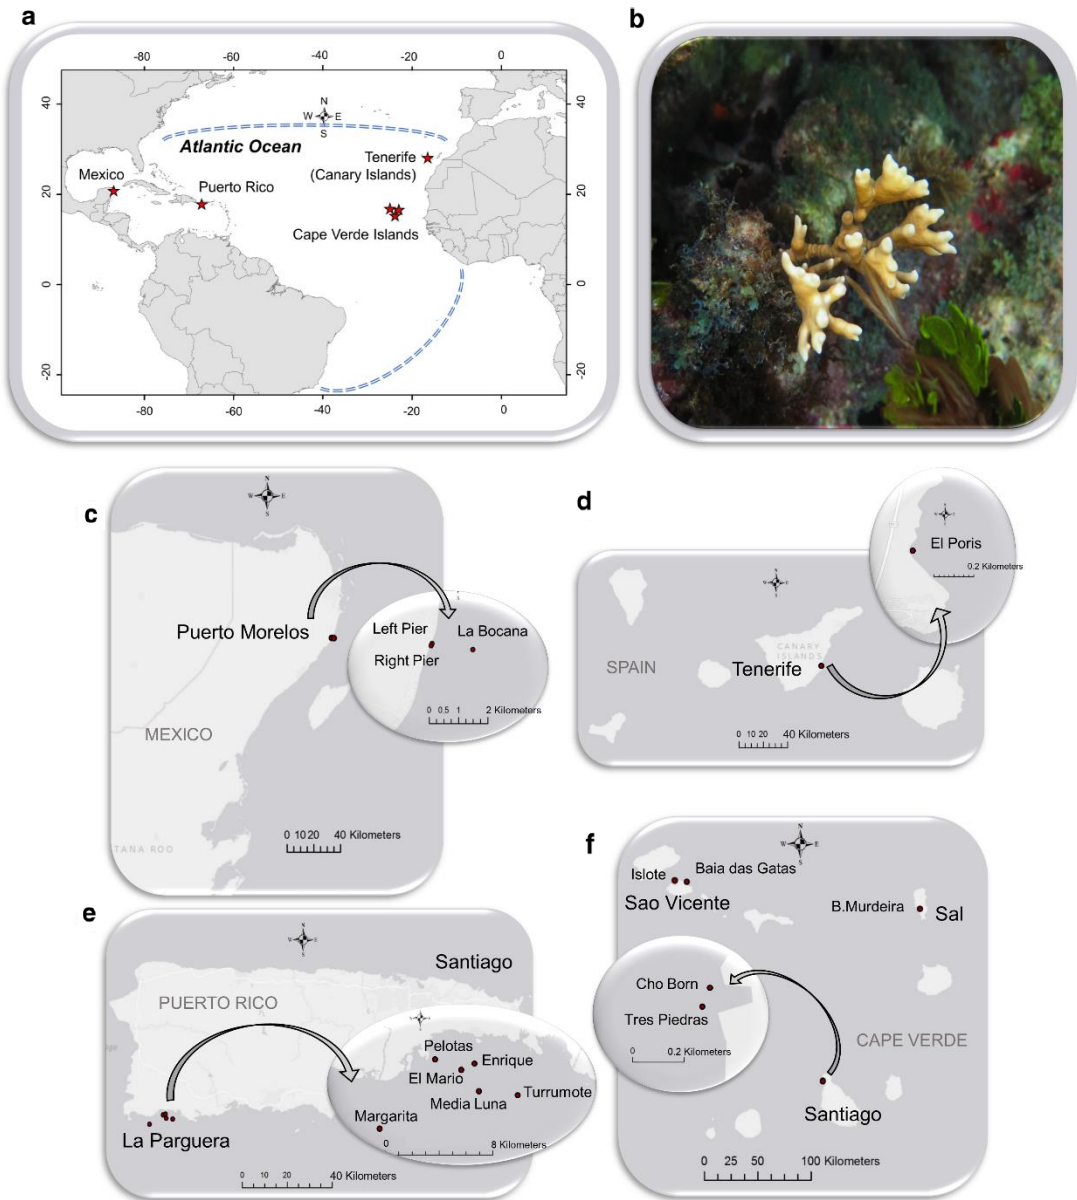 a
-80 -60 -40 -20 0
40 40
N
W E
S
Atlantic Ocean
Tenerife
(Canary Islands)
Mexico
Puerto Rico
20 20
Cape Verde Islands
0 0
-20 -20
-80 -60 -40 -20 0
b
c
N
W E
S
Puerto Morelos
Left Pier
La Bocana
Right Pier
0 0.5 1 2 Kilometers
MEXICO
0 10 20 40 Kilometers
TANA ROO
d
N
W E
S
El Poris
0.2 Kilometers
N
W E
S
CANARY
ISLANDS
SPAIN
Tenerife
0 10 20 40 Kilometers
e
N
W E
S
Santiago
PUERTO RICO
N
W E
S
Pelotas
Enrique
El Mario
Media Luna
Turrumote
Margarita
0 8 Kilometers
La Parguera
0 10 20 40 Kilometers
f
N
W E
S
Islote
Baia das Gatas
Sao Vicente
B.Murdeira
Sal
Cho Born
Tres Piedras
0 0.2 Kilometers
CAPE VERDE
Santiago
0 25 50 100 Kilometers